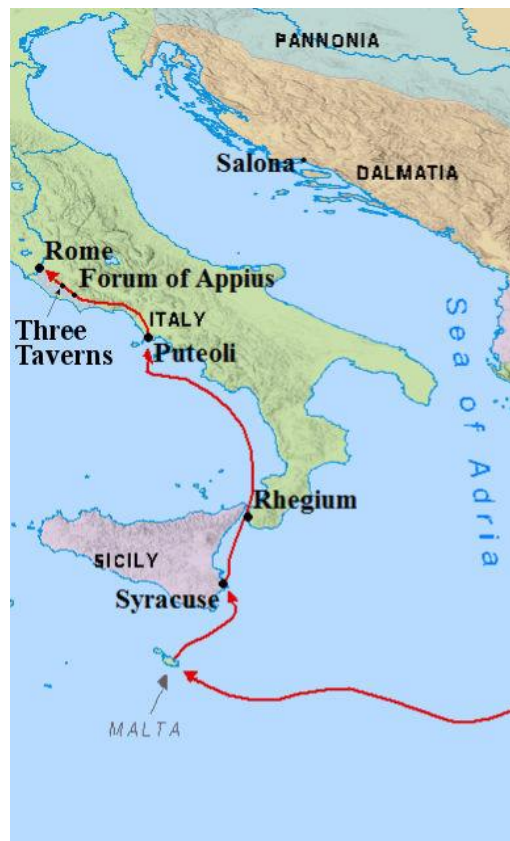 PANNONIA
Salona
DALMATIA
Rome
Forum of Appius
Three
Taverns
ITALY
Puteoli
Sea of Adria
Rhegium
SICILY
Syracuse
MALTA